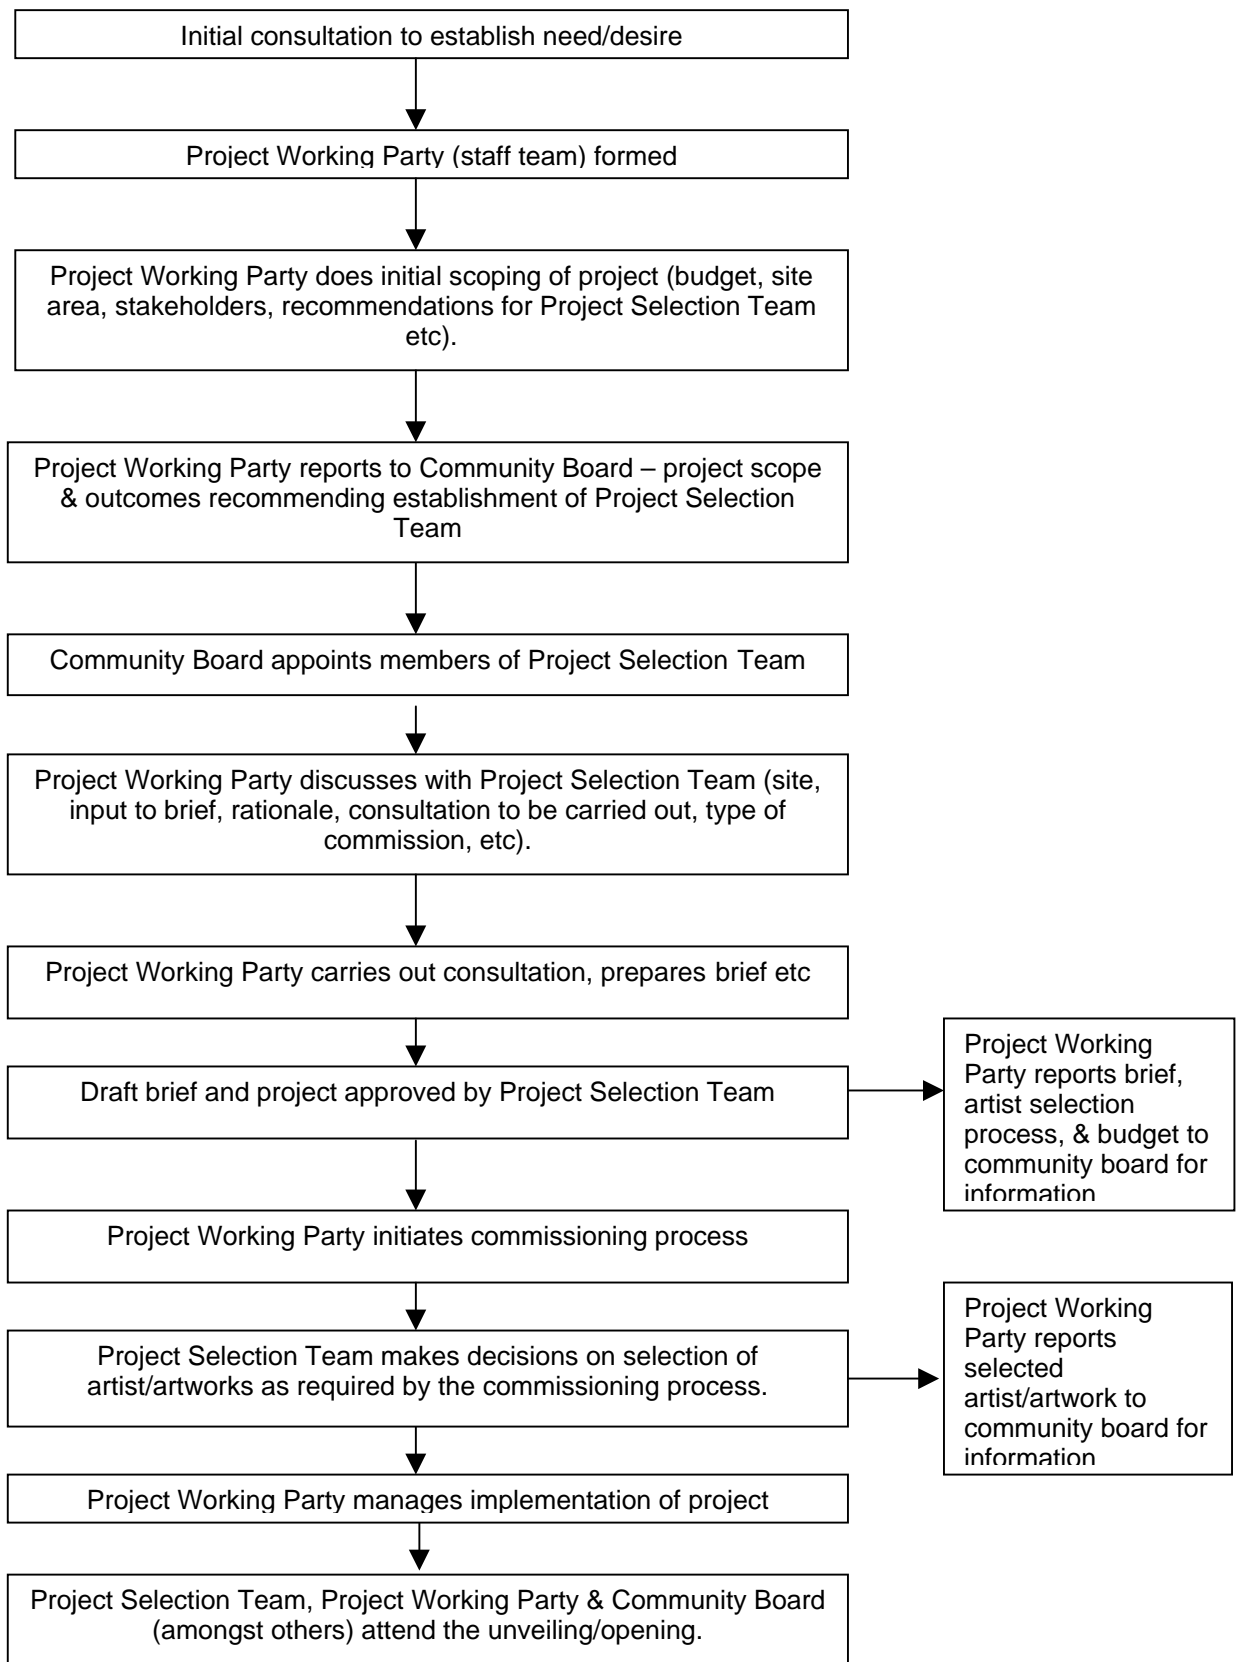 Initial consultation to establish need/desire
Project Working Party (staff team) formed
Project Working Party does initial scoping of project (budget, site
area, stakeholders, recommendations for Project Selection Team
etc).
Project Working Party reports to Community Board – project scope
& outcomes recommending establishment of Project Selection
Team
Community Board appoints members of Project Selection Team
Project Working Party discusses with Project Selection Team (site,
input to brief, rationale, consultation to be carried out, type of
commission, etc).
Project Working Party carries out consultation, prepares brief etc
Draft brief and project approved by Project Selection Team
Project Working
Party reports brief,
artist selection
process, & budget to
community board for
information
Project Working Party initiates commissioning process
Project Selection Team makes decisions on selection of
artist/artworks as required by the commissioning process.
Project Working
Party reports
selected
artist/artwork to
community board for
information
Project Working Party manages implementation of project
Project Selection Team, Project Working Party & Community Board
(amongst others) attend the unveiling/opening.